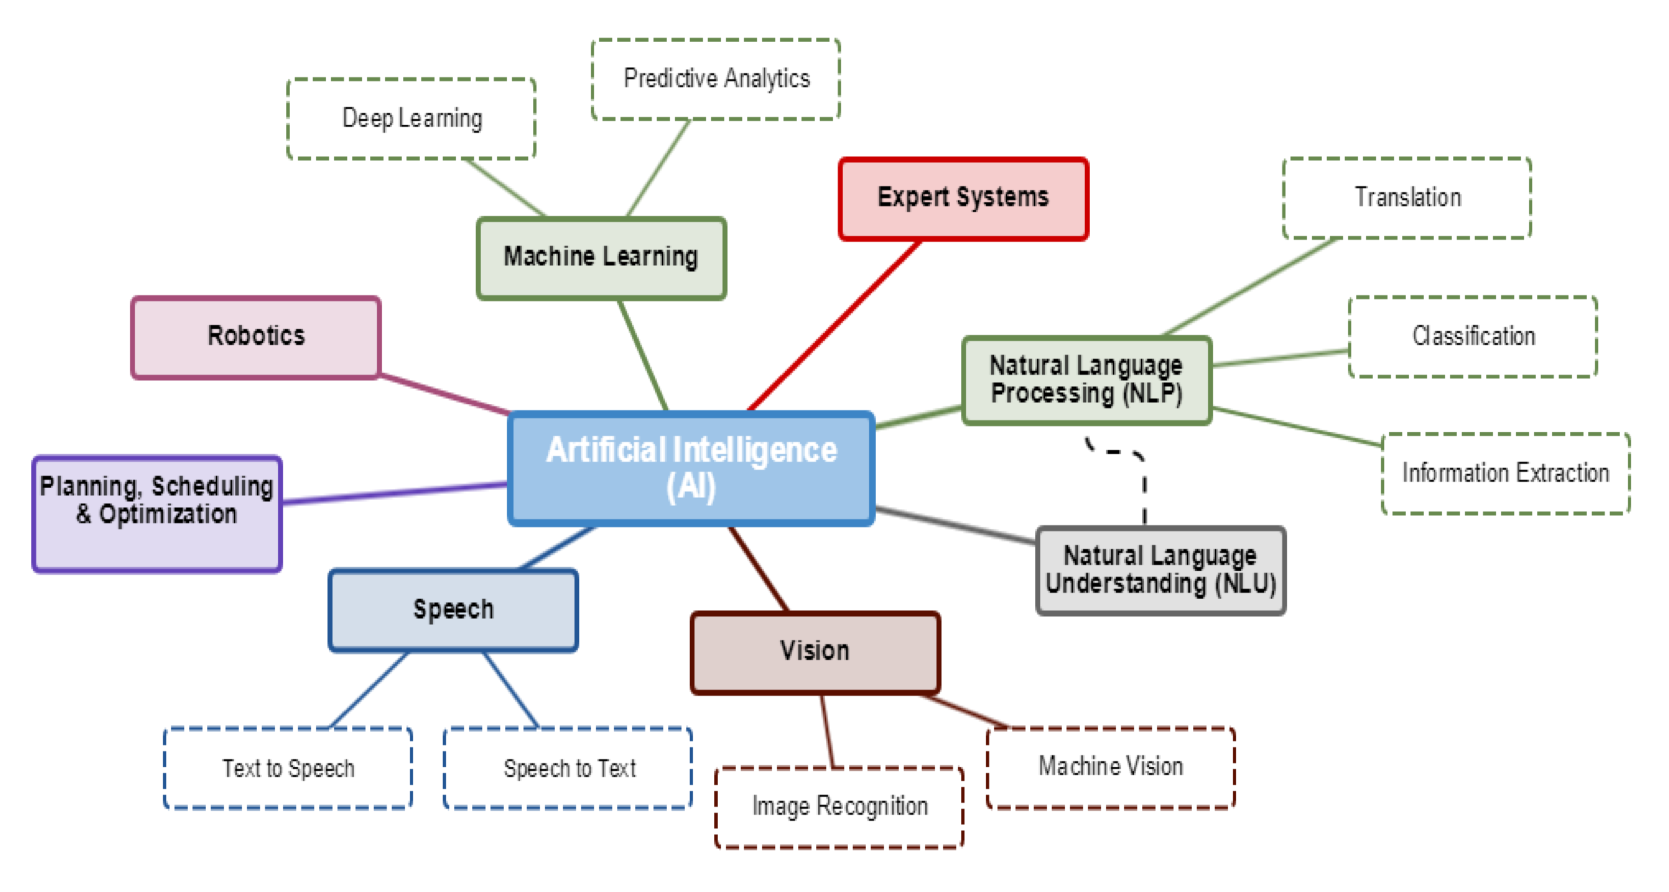 Predictive Analytics
Deep Learning
Expert Systems
Translation
Machine Learning
Robotics
Classification
Natural Language
Processing (NLP)
Artificial Intelligence
(AI)
Information Extraction
Planning, Scheduling
& Optimization
Natural Language
Understanding (NLU)
Speech
Vision
Text to Speech
Speech to Text
Machine Vision
Image Recognition